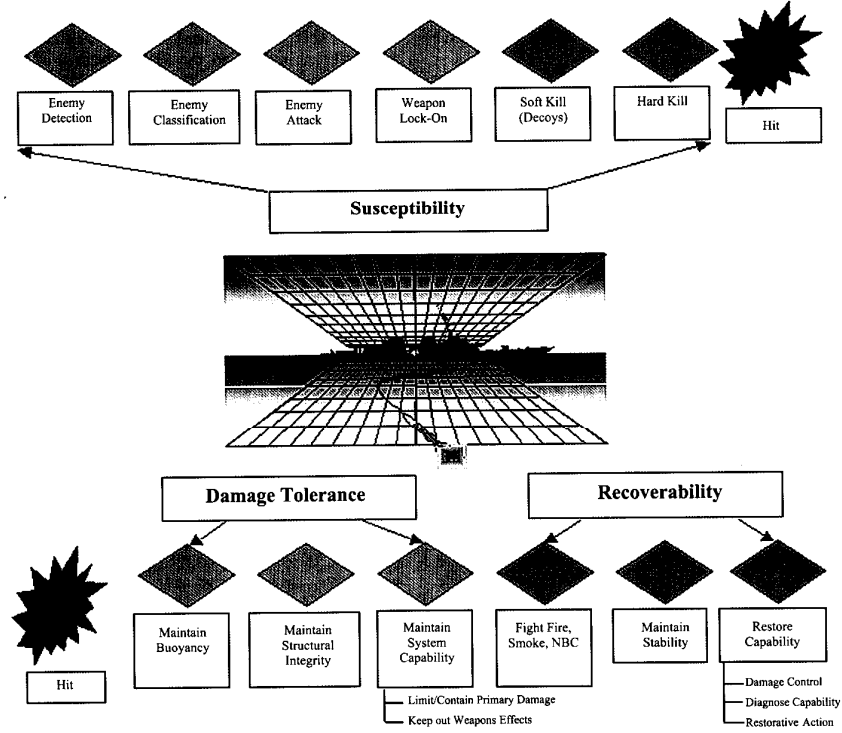 Enemy
Detection
Enemy
Classification
Enemy
Attack
Weapon
Lock-On
Soft Kill
(Decoys)
Hard Kill
Hit
Susceptibility
Damage Tolerance
Recoverability
Hit
Maintain
Buoyancy
Maintain
Structural
Integrity
Maintain
System
Capability
Fight Fire,
Smoke, NBC
Maintain
Stability
Restore
Capability
Limit/Contain Primary Damage
Keep out Weapons Effects
Damage Control
Diagnose Capability
Restorative Action